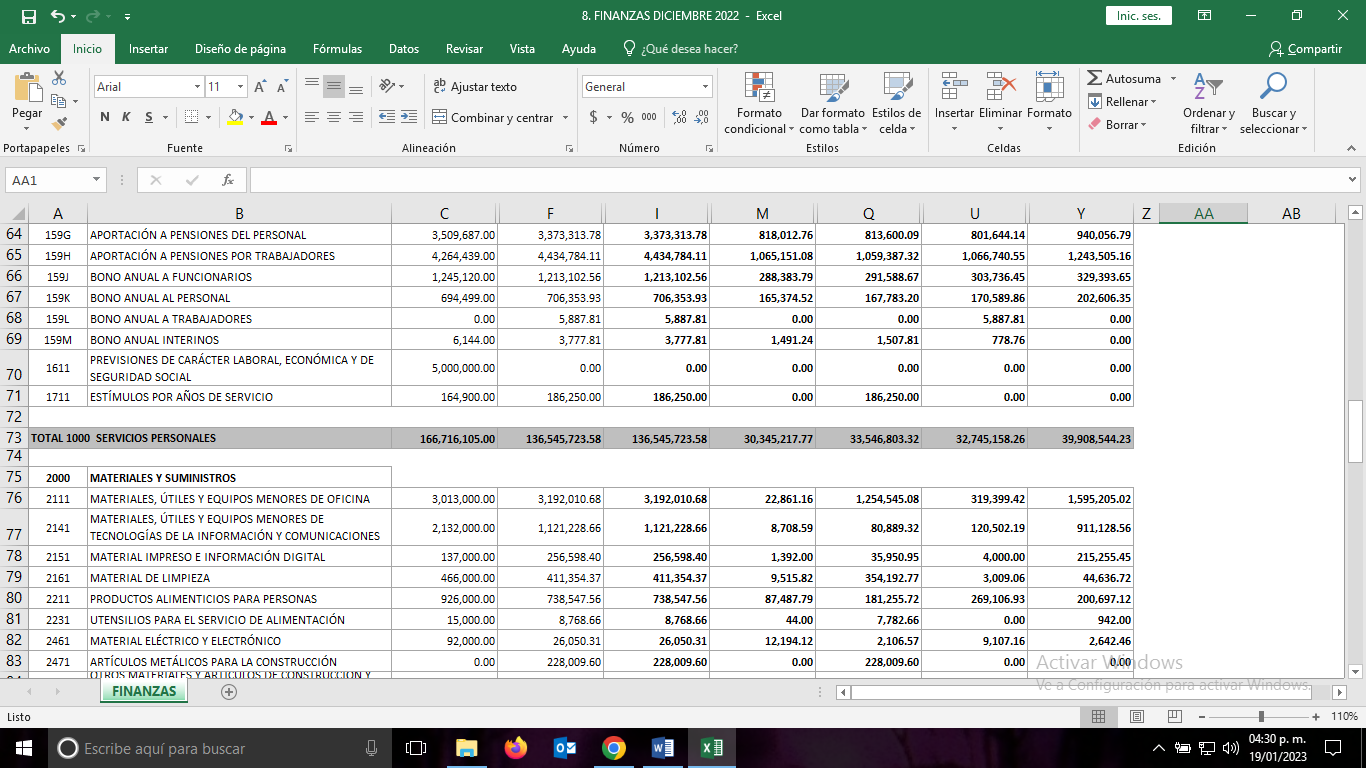 8. FINANZAS DICIEMBRE 2022 - Excel
Inic. ses.
Archivo Inicio Insertar Diseño de página Fórmulas Datos Revisar Vista Ayuda ¿Qué desea hacer? Compartir
Pegar
Arial 11
Ajustar texto
General
N K S
Combinar y centrar
$ % 000
Formato condicional
Dar formato como tabla
Estilos de celda
Insertar Eliminar Formato
Autosuma
Rellenar
Borrar
Ordenar y filtrar
Buscar y seleccionar
Portapapeles Fuente Alineación Número Estilos Celdas Edición
AA1 fx
A B C F I M Q U Y Z AA AB
64 159G APORTACIÓN A PENSIONES DEL PERSONAL 3,509,687.00 3,373,313.78 3,373,313.78 818,012.76 813,600.09 801,644.14 940,056.79
65 159H APORTACIÓN A PENSIONES POR TRABAJADORES 4,264,439.00 4,434,784.11 4,434,784.11 1,065,151.08 1,059,387.32 1,066,740.55 1,243,505.16
66 159J BONO ANUAL A FUNCIONARIOS 1,245,120.00 1,213,102.56 1,213,102.56 288,383.79 291,588.67 303,736.45 329,393.65
67 159K BONO ANUAL AL PERSONAL 694,499.00 706,353.93 706,353.93 165,374.52 167,783.20 170,589.86 202,606.35
68 159L BONO ANUAL A TRABAJADORES 0.00 5,887.81 5,887.81 0.00 0.00 5,887.81 0.00
69 159M BONO ANUAL INTERINOS 6,144.00 3,777.81 3,777.81 1,491.24 1,507.81 778.76 0.00
PREVISIONES DE CARÁCTER LABORAL, ECONÓMICA Y DE
70 1611 SEGURIDAD SOCIAL 5,000,000.00 0.00 0.00 0.00 0.00 0.00 0.00
71 1711 ESTÍMULOS POR AÑOS DE SERVICIO 164,900.00 186,250.00 186,250.00 0.00 186,250.00 0.00 0.00
72
73 TOTAL 1000 SERVICIOS PERSONALES 166,716,105.00 136,545,723.58 136,545,723.58 30,345,217.77 33,546,803.32 32,745,158.26 39,908,544.23
74
75 2000 MATERIALES Y SUMINISTROS
76 2111 MATERIALES, ÚTILES Y EQUIPOS MENORES DE OFICINA 3,013,000.00 3,192,010.68 3,192,010.68 22,861.16 1,254,545.08 319,399.42 1,595,205.02
MATERIALES, ÚTILES Y EQUIPOS MENORES DE
77 2141 TECNOLOGÍAS DE LA INFORMACIÓN Y COMUNICACIONES 2,132,000.00 1,121,228.66 1,121,228.66 8,708.59 80,889.32 120,502.19 911,128.56
78 2151 MATERIAL IMPRESO E INFORMACIÓN DIGITAL 137,000.00 256,598.40 256,598.40 1,392.00 35,950.95 4,000.00 215,255.45
79 2161 MATERIAL DE LIMPIEZA 466,000.00 411,354.37 411,354.37 9,515.82 354,192.77 3,009.06 44,636.72
80 2211 PRODUCTOS ALIMENTICIOS PARA PERSONAS 926,000.00 738,547.56 738,547.56 87,487.79 181,255.72 269,106.93 200,697.12
81 2231 UTENSILIOS PARA EL SERVICIO DE ALIMENTACIÓN 15,000.00 8,768.66 8,768.66 44.00 7,782.66 0.00 942.00
82 2461 MATERIAL ELÉCTRICO Y ELECTRÓNICO 92,000.00 26,050.31 26,050.31 12,194.12 2,106.57 9,107.16 2,642.46
83 2471 ARTÍCULOS METÁLICOS PARA LA CONSTRUCCIÓN 0.00 228,009.60 228,009.60 0.00 228,009.60 0.00 0.00
OTROS MATERIALES Y ARTICULOS DE CONSTRUCCION Y
Activar Windows
Ve a Configuración para activar Windows.
FINANZAS
Listo 110%
Escribe aquí para buscar
04:30 p. m.
19/01/2023